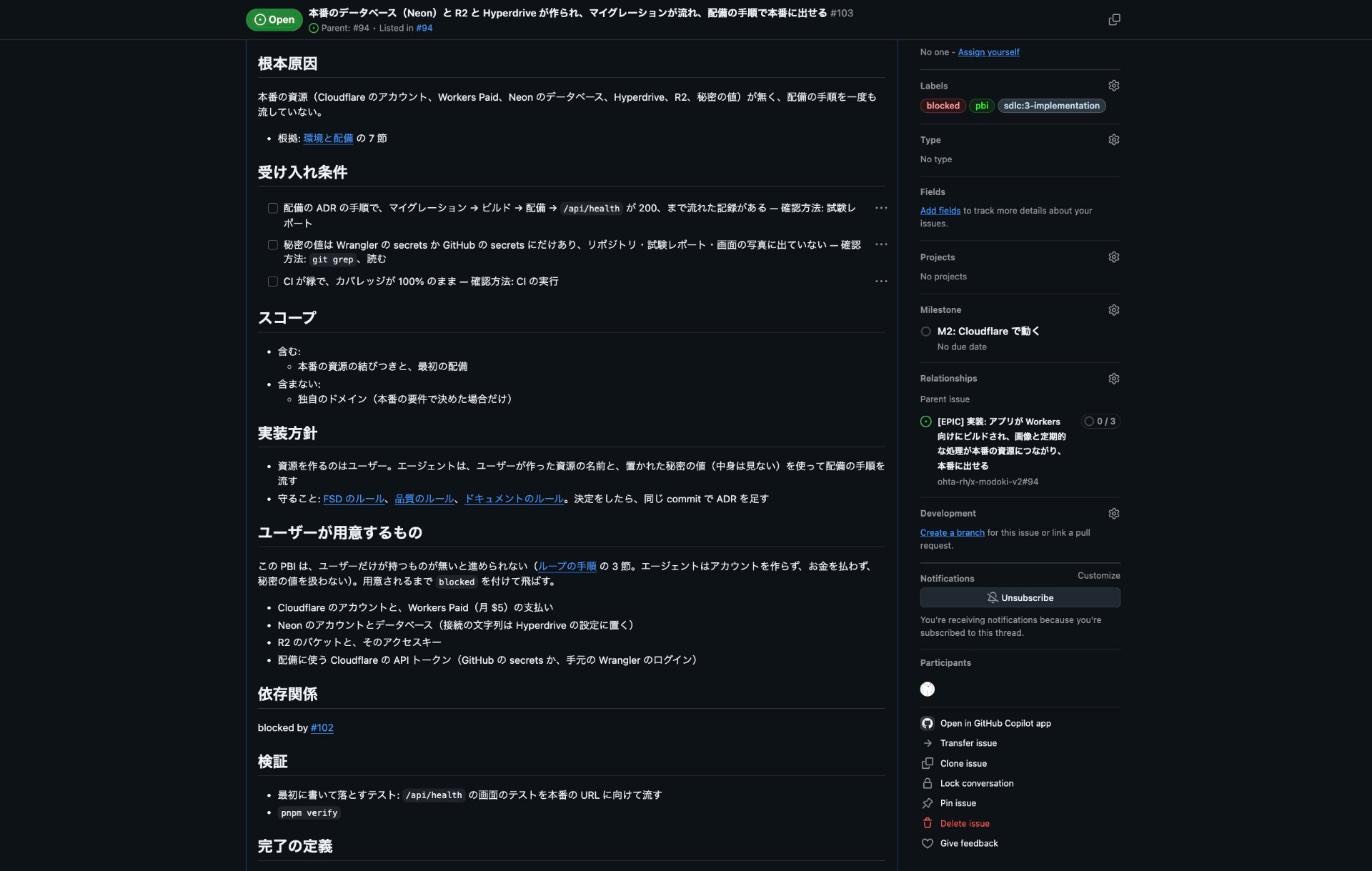 Open
本番のデータベース（Neon）と R2 と Hyperdrive が作られ、マイグレーションが流れ、配備の手順で本番に出せる #103
Parent: #94 · Listed in #94
根本原因
本番の資源（Cloudflare のアカウント、Workers Paid、Neon のデータベース、Hyperdrive、R2、秘密の値）が無く、配備の手順を一度も
流していない。
根拠: 環境と配備 の 7 節
受け入れ条件
配備の ADR の手順で、マイグレーション → ビルド → 配備 → /api/health が 200、まで流れた記録がある — 確認方法: 試験レ
ポート
秘密の値は Wrangler の secrets か GitHub の secrets にだけあり、リポジトリ・試験レポート・画面の写真に出ていない — 確認
方法: git grep、読む
CI が緑で、カバレッジが 100% のまま — 確認方法: CI の実行
スコープ
含む:
本番の資源の結びつきと、最初の配備
含まない:
独自のドメイン（本番の要件で決めた場合だけ）
実装方針
資源を作るのはユーザー。エージェントは、ユーザーが作った資源の名前と、置かれた秘密の値（中身は見ない）を使って配備の手順を
流す
守ること: FSD のルール、品質のルール、ドキュメントのルール。決定をしたら、同じ commit で ADR を足す
ユーザーが用意するもの
この PBI は、ユーザーだけが持つものが無いと進められない（ループの手順 の 3 節。エージェントはアカウントを作らず、お金を払わず、
秘密の値を扱わない）。用意されるまで blocked を付けて飛ばす。
Cloudflare のアカウントと、Workers Paid（月 $5）の支払い
Neon のアカウントとデータベース（接続の文字列は Hyperdrive の設定に置く）
R2 のバケットと、そのアクセスキー
配備に使う Cloudflare の API トークン（GitHub の secrets か、手元の Wrangler のログイン）
依存関係
blocked by #102
検証
最初に書いて落とすテスト: /api/health の画面のテストを本番の URL に向けて流す
pnpm verify
完了の定義
No one - Assign yourself
Labels
blocked pbi sdlc:3-implementation
Type
No type
Fields
Add fields to track more details about your
issues.
Projects
No projects
Milestone
M2: Cloudflare で動く
No due date
Relationships
Parent issue
[EPIC] 実装: アプリが Workers 0 / 3
向けにビルドされ、画像と定期的
な処理が本番の資源につながり、
本番に出せる
ohta-rh/x-modoki-v2#94
Development
Create a branch for this issue or link a pull
request.
Notifications Customize
Unsubscribe
You're receiving notifications because you're
subscribed to this thread.
Participants
Open in GitHub Copilot app
Transfer issue
Clone issue
Lock conversation
Pin issue
Delete issue
Give feedback